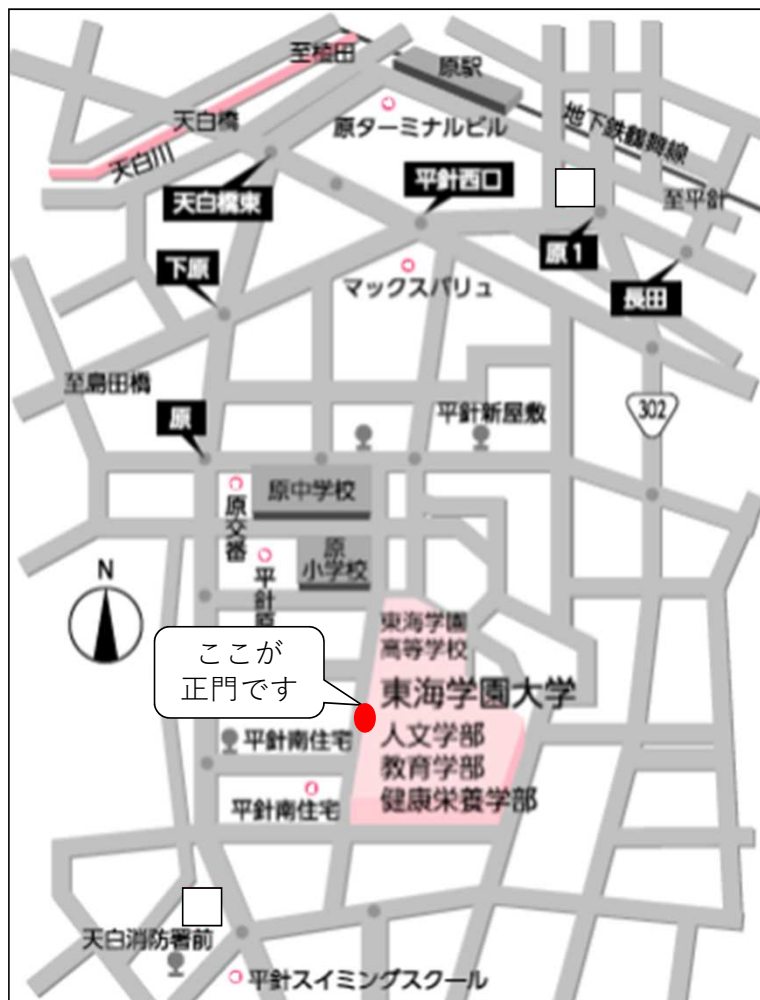 至植田
原駅
天白橋
天白川
原ターミナルビル
地下鉄鶴舞線
至平針
天白橋東
平針西口
原1
長田
下原
マックスバリュ
至島田橋
原
平針新屋敷
302
原中学校
原交番
原
小学校
平針原
N
東海学園
高等学校
ここが
正門です
東海学園大学
人文学部
教育学部
健康栄養学部
平針南住宅
平針南住宅
天白消防署前
平針スイミングスクール